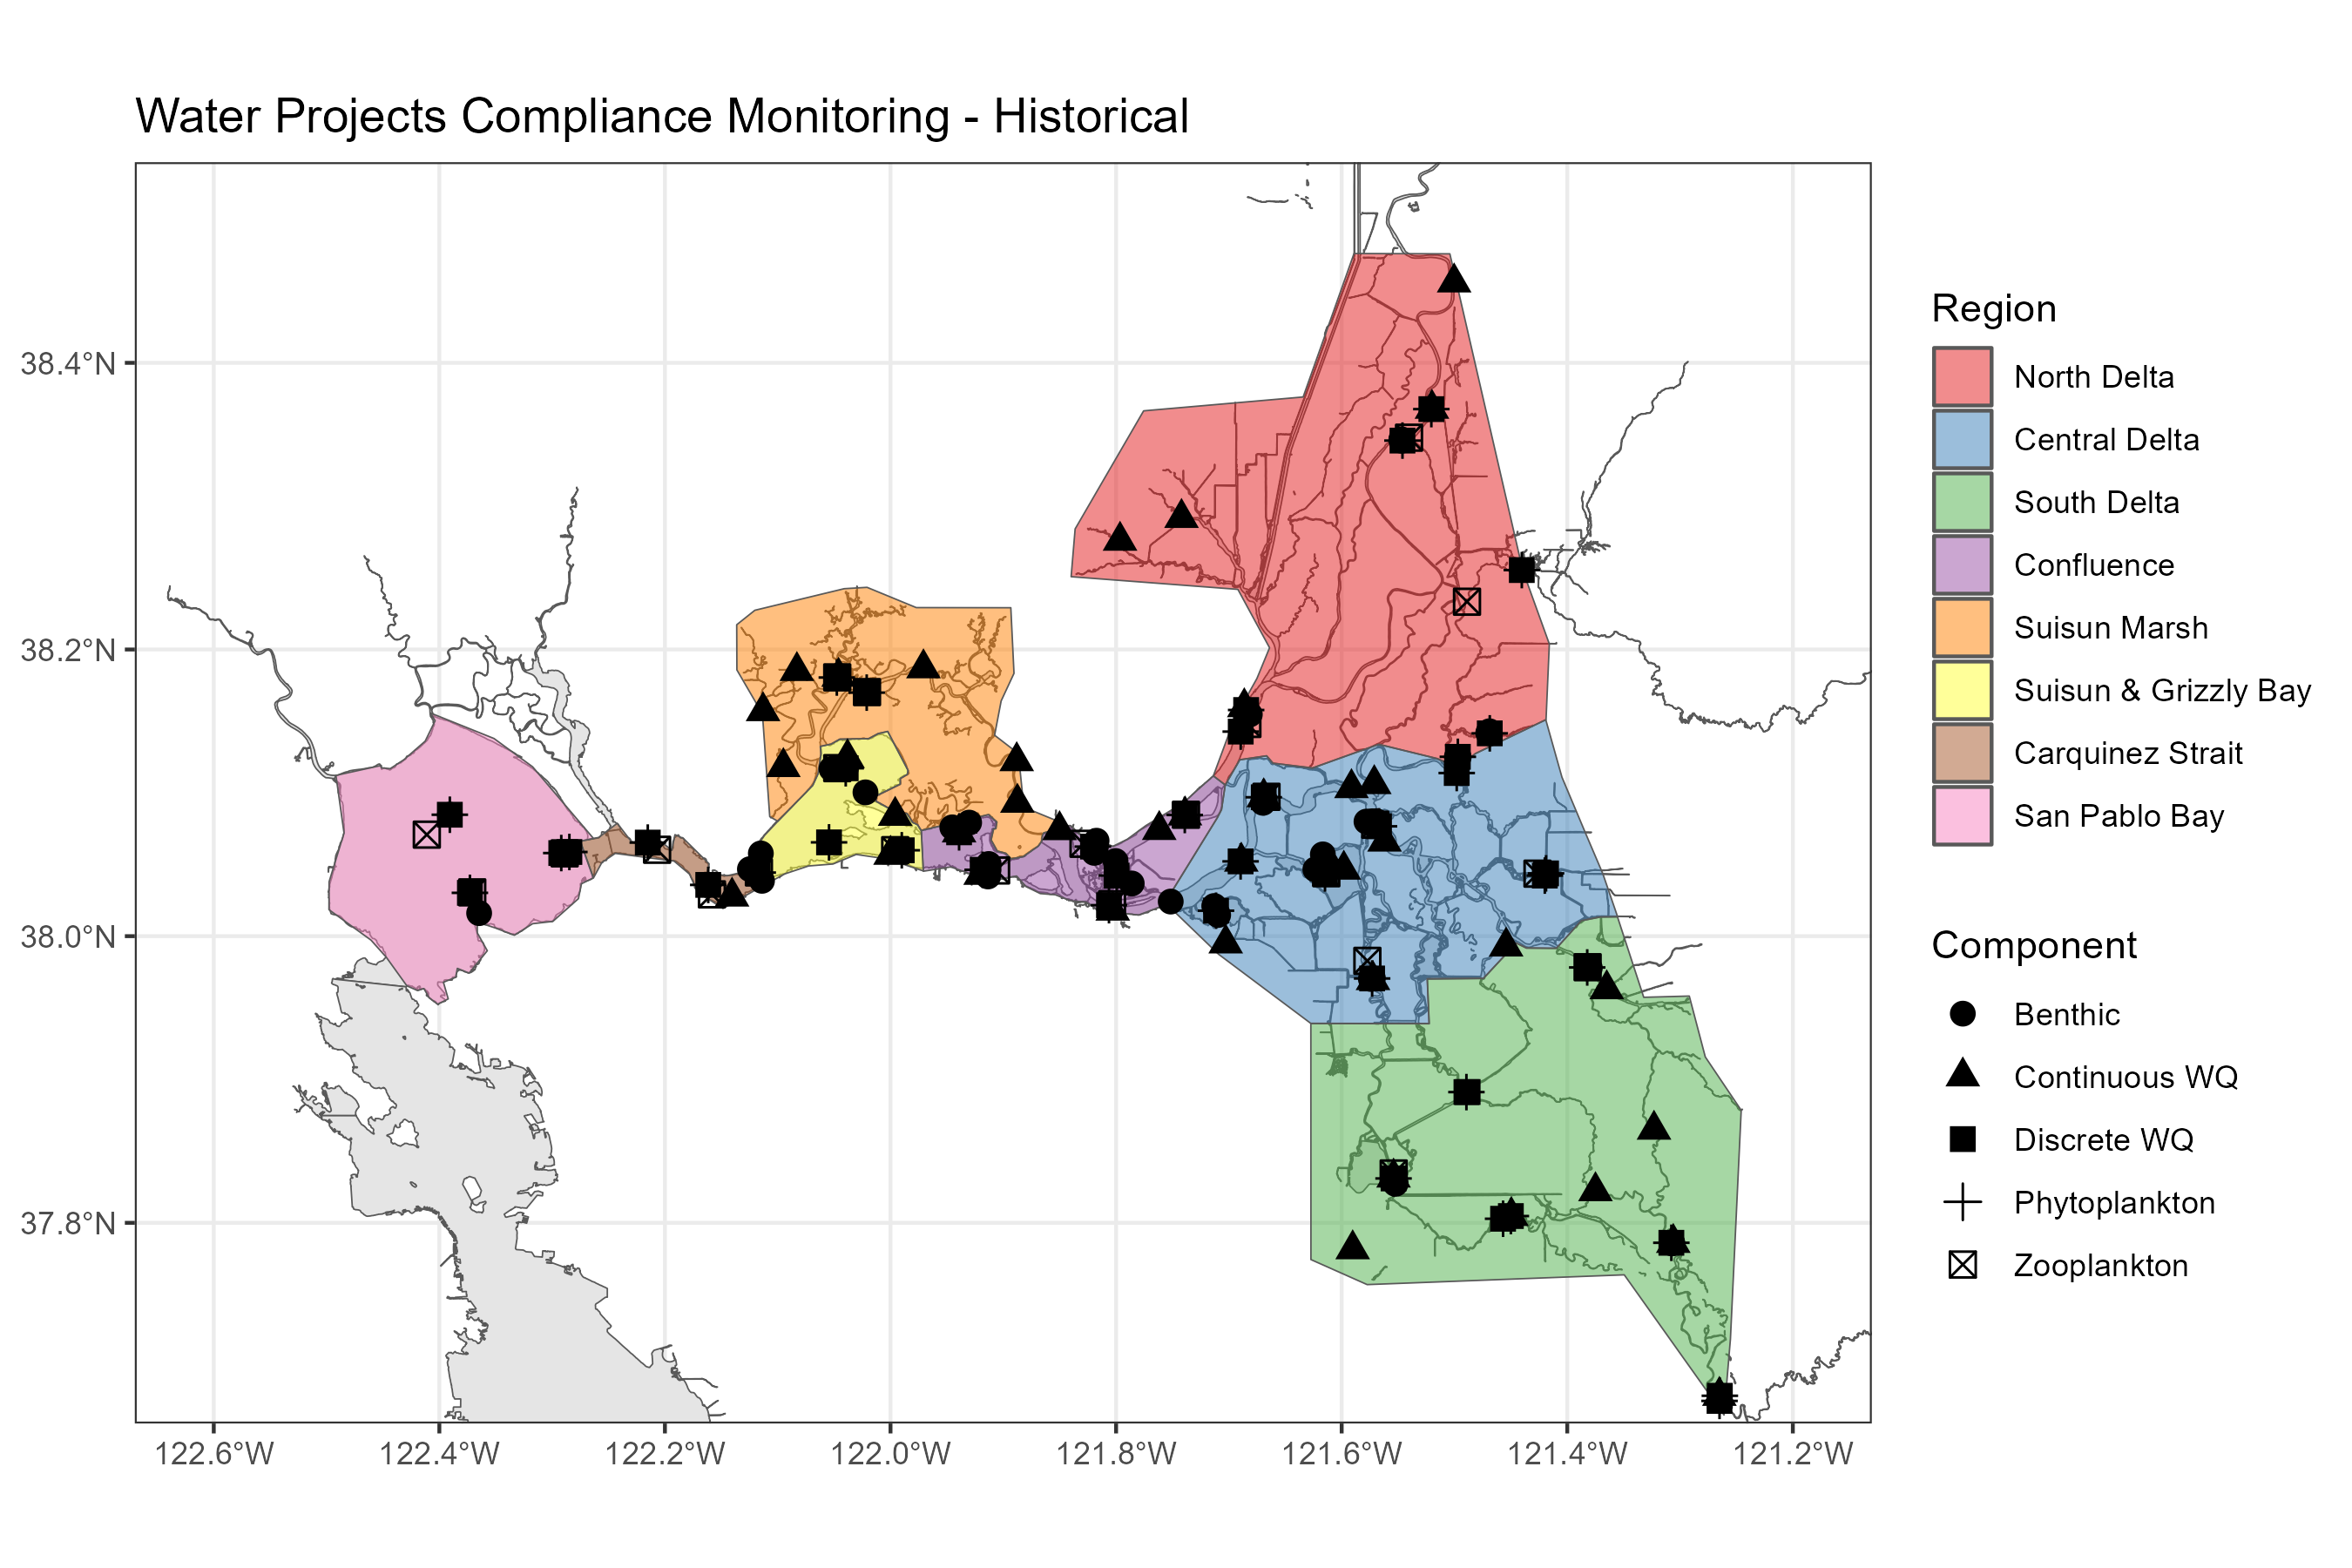 Water Projects Compliance Monitoring - Historical
38.4°N
38.2°N
38.0°N
37.8°N
122.6°W
122.4°W
122.2°W
122.0°W
121.8°W
121.6°W
121.4°W
121.2°W
Region
North Delta
Central Delta
South Delta
Confluence
Suisun Marsh
Suisun & Grizzly Bay
Carquinez Strait
San Pablo Bay
Component
Benthic
Continuous WQ
Discrete WQ
Phytoplankton
Zooplankton